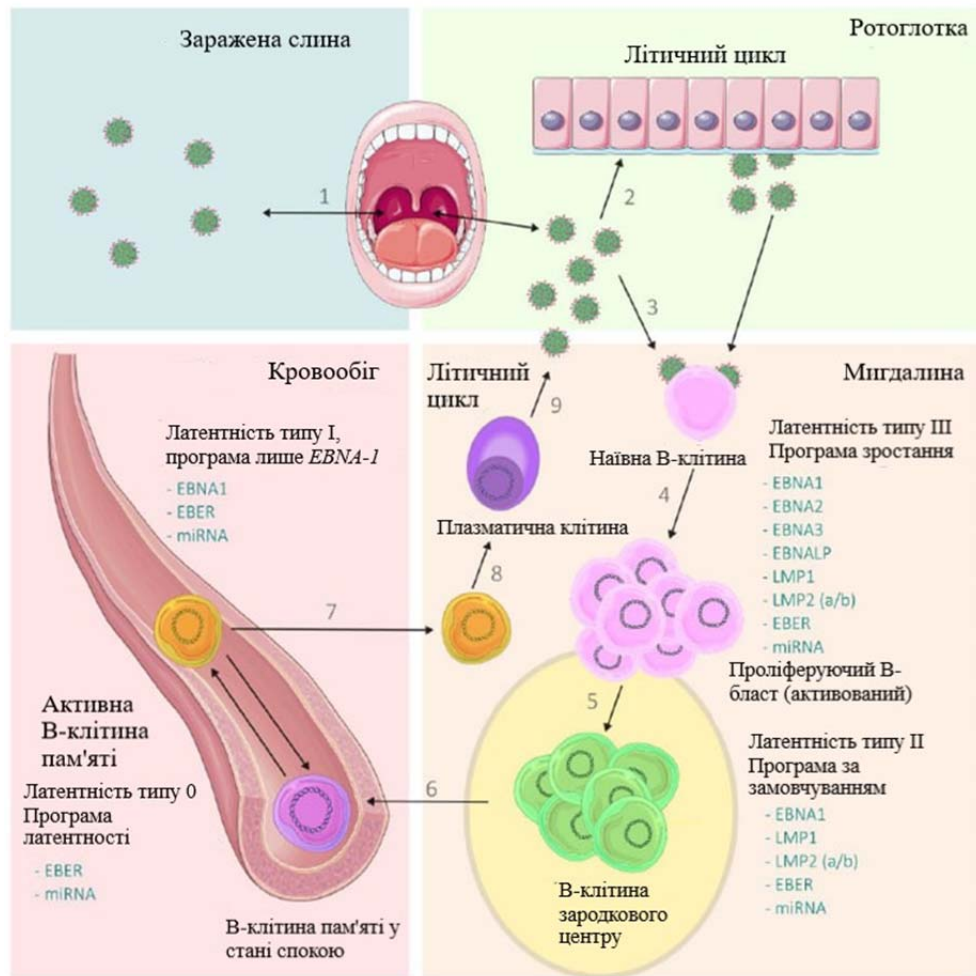 Заражена слина
Ротоглотка
Літичний цикл
1
2
3
Кровообіг
Латентність типу I,
програма лише EBNA-1
- EBNA1
- EBER
- miRNA
7
Активна
В-клітина
пам'яті
Латентність типу 0
Програма
латентності
- EBER
- miRNA
В-клітина пам'яті у
стані спокою
6
Літичний
цикл
9
Мигдалина
Наївна В-клітина
4
Плазматична клітина
8
Латентність типу III
Програма зростання
- EBNA1
- EBNA2
- EBNA3
- EBNALP
- LMP1
- LMP2 (a/b)
- EBER
- miRNA
Проліферуючий В-
бласт (активований)
5
Латентність типу II
Програма за
замовчуванням
- EBNA1
- LMP1
- LMP2 (a/b)
- EBER
- miRNA
В-клітина
зародкового
центру